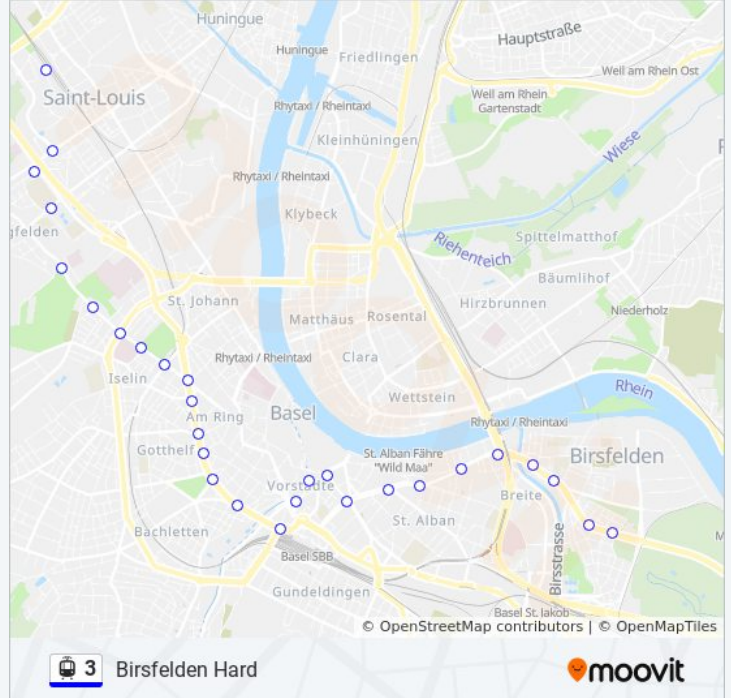 Huningue
Hauptstraße
Huningue
Friedlingen
Weil am Rhein Ost
Saint-Louis
Weil am Rhein
Gartenstadt
Rhytaxi / Rheintaxi
Kleinhüningen
Wiese
Rhytaxi / Rheintaxi
Klybeck
gfelden
Riehenteich
Spittelmatthof
Bäumlihof
St. Johann
Hirzbrunnen
Niederholz
Matthäus
Rosental
Rhytaxi / Rheintaxi
Clara
Iselin
Rhein
Wettstein
Am Ring
Basel
Rhytaxi / Rheintaxi
Gotthelf
St. Alban Fähre
"Wild Maa"
Birsfelden
Vorstädte
Breite
St. Alban
Bachletten
Birsstrasse
Basel SBB
Gundeldingen
Basel St. Jakob
© OpenStreetMap contributors | © OpenMapTiles
3 Birsfelden Hard
moovit